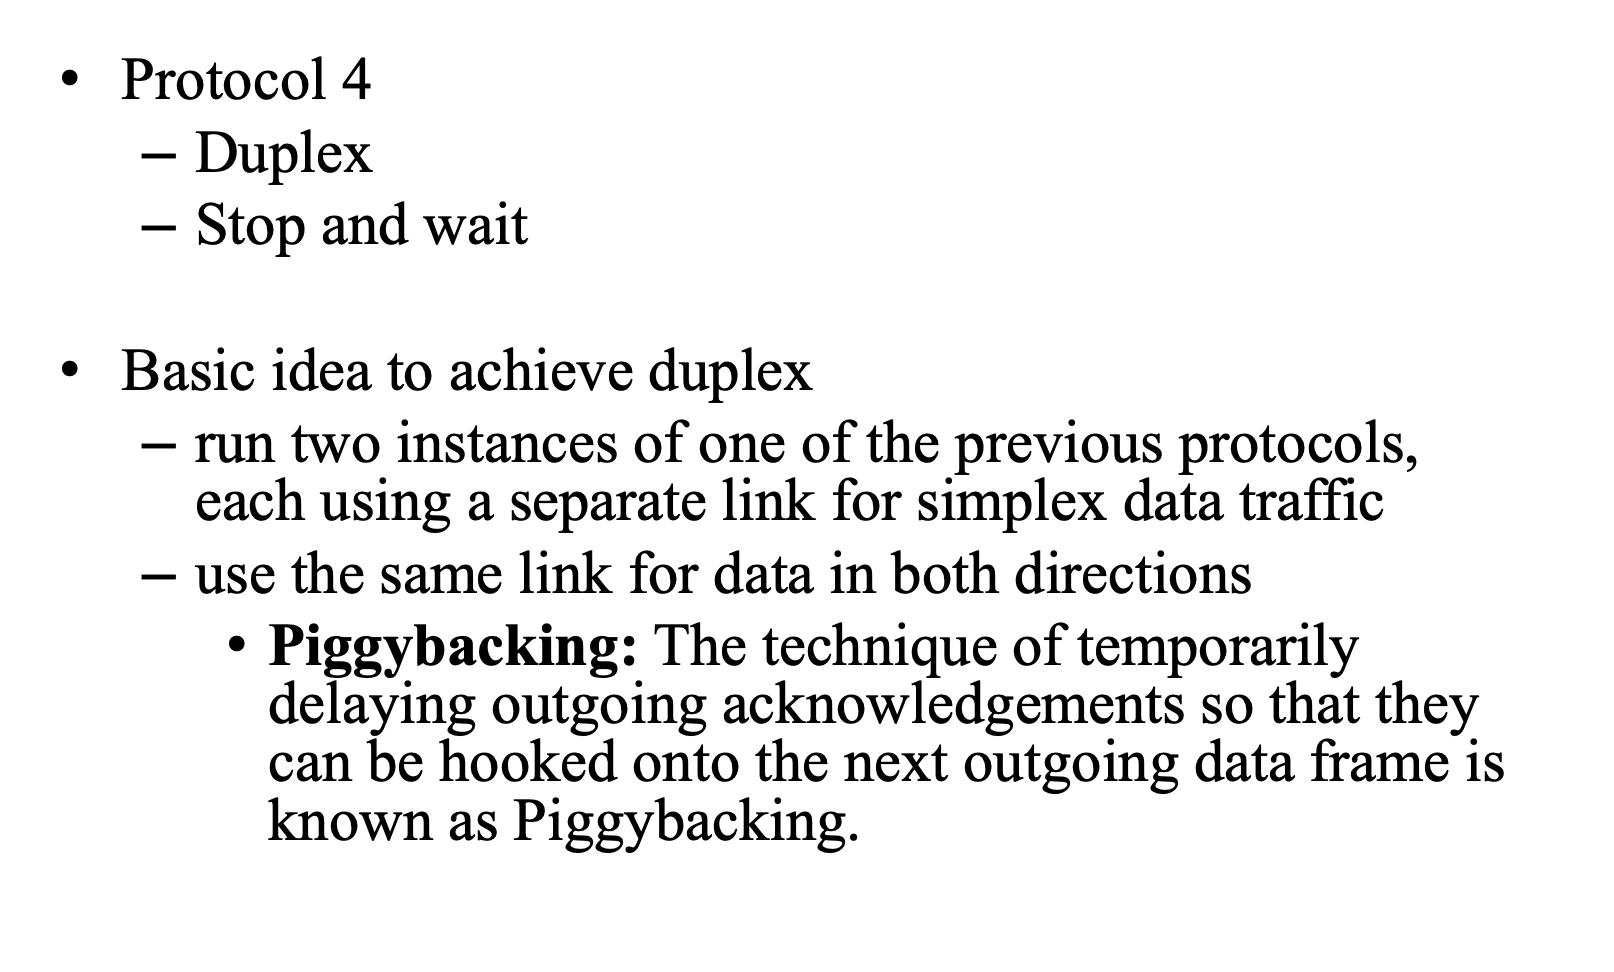 • Protocol 4
– Duplex
– Stop and wait
• Basic idea to achieve duplex
– run two instances of one of the previous protocols,
each using a separate link for simplex data traffic
– use the same link for data in both directions
• Piggybacking: The technique of temporarily
delaying outgoing acknowledgements so that they
can be hooked onto the next outgoing data frame is
known as Piggybacking.